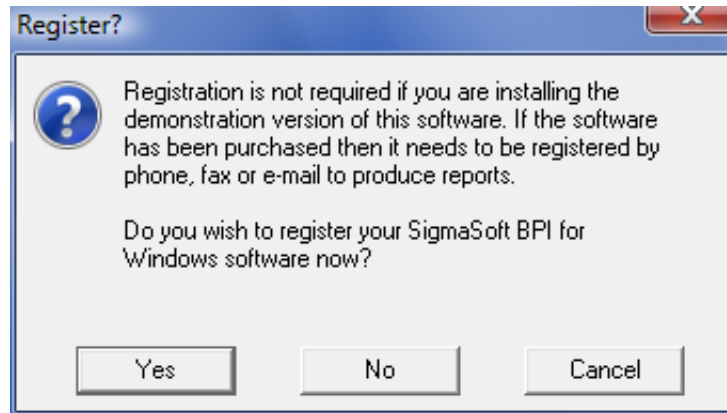 Register?
Registration is not required if you are installing the
demonstration version of this software. If the software
has been purchased then it needs to be registered by
phone, fax or e-mail to produce reports.
Do you wish to register your SigmaSoft BPI for
Windows software now?
Yes
No
Cancel